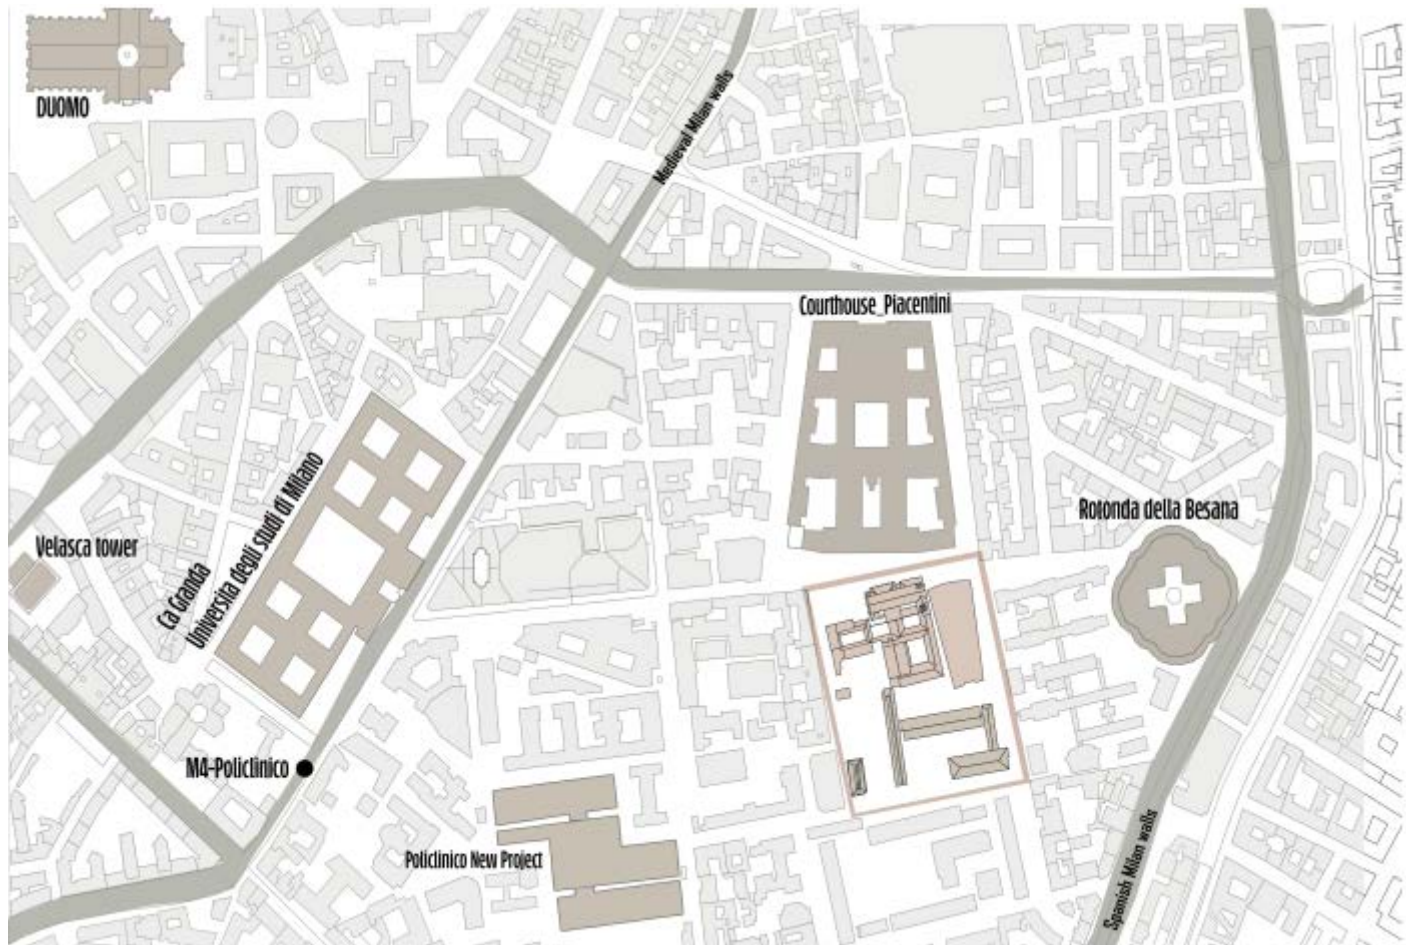 DUOMO
Medieval Milan walls
Courthouse_Piacentini
Ca Granda
Universita degli studi di Milano
Velasca tower
Rotonda della Besana
M4-Policlinico
Policlinico New Project
Spanish Milan walls